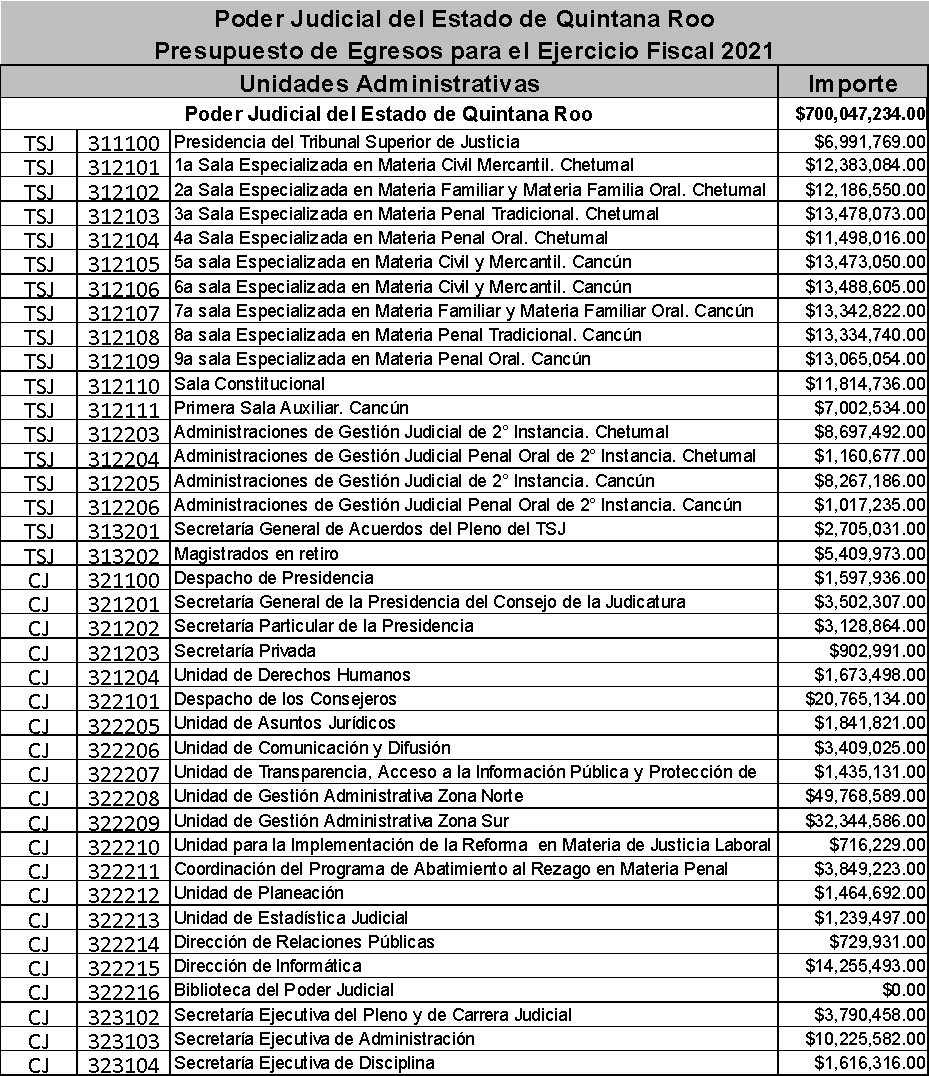 Poder Judicial del Estado de Quintana Roo
Presupuesto de Egresos para el Ejercicio Fiscal 2021
Unidades Administrativas Importe
Poder Judicial del Estado de Quintana Roo $700,047,234.00
TSJ 311100 Presidencia del Tribunal Superior de Justicia $6,991,769.00
TSJ 312101 1a Sala Especializada en Materia Civil Mercantil. Chetumal $12,383,084.00
TSJ 312102 2a Sala Especializada en Materia Familiar y Materia Familia Oral. Chetumal $12,186,550.00
TSJ 312103 3a Sala Especializada en Materia Penal Tradicional. Chetumal $13,478,073.00
TSJ 312104 4a Sala Especializada en Materia Penal Oral. Chetumal $11,498,016.00
TSJ 312105 5a sala Especializada en Materia Civil y Mercantil. Cancún $13,473,050.00
TSJ 312106 6a sala Especializada en Materia Civil y Mercantil. Cancún $13,488,605.00
TSJ 312107 7a sala Especializada en Materia Familiar y Materia Familiar Oral. Cancún $13,342,822.00
TSJ 312108 8a sala Especializada en Materia Penal Tradicional. Cancún $13,334,740.00
TSJ 312109 9a sala Especializada en Materia Penal Oral. Cancún $13,065,054.00
TSJ 312110 Sala Constitucional $11,814,736.00
TSJ 312111 Primera Sala Auxiliar. Cancún $7,002,534.00
TSJ 312203 Administraciones de Gestión Judicial de 2° Instancia. Chetumal $8,697,492.00
TSJ 312204 Administraciones de Gestión Judicial Penal Oral de 2° Instancia. Chetumal $1,160,677.00
TSJ 312205 Administraciones de Gestión Judicial de 2° Instancia. Cancún $8,267,186.00
TSJ 312206 Administraciones de Gestión Judicial Penal Oral de 2° Instancia. Cancún $1,017,235.00
TSJ 313201 Secretaría General de Acuerdos del Pleno del TSJ $2,705,031.00
TSJ 313202 Magistrados en retiro $5,409,973.00
CJ 321100 Despacho de Presidencia $1,597,936.00
CJ 321201 Secretaría General de la Presidencia del Consejo de la Judicatura $3,502,307.00
CJ 321202 Secretaría Particular de la Presidencia $3,128,864.00
CJ 321203 Secretaría Privada $902,991.00
CJ 321204 Unidad de Derechos Humanos $1,673,498.00
CJ 322101 Despacho de los Consejeros $20,765,134.00
CJ 322205 Unidad de Asuntos Jurídicos $1,841,821.00
CJ 322206 Unidad de Comunicación y Difusión $3,409,025.00
CJ 322207 Unidad de Transparencia, Acceso a la Información Pública y Protección de $1,435,131.00
CJ 322208 Unidad de Gestión Administrativa Zona Norte $49,768,589.00
CJ 322209 Unidad de Gestión Administrativa Zona Sur $32,344,586.00
CJ 322210 Unidad para la Implementación de la Reforma en Materia de Justicia Laboral $716,229.00
CJ 322211 Coordinación del Programa de Abatimiento al Rezago en Materia Penal $3,849,223.00
CJ 322212 Unidad de Planeación $1,464,692.00
CJ 322213 Unidad de Estadística Judicial $1,239,497.00
CJ 322214 Dirección de Relaciones Públicas $729,931.00
CJ 322215 Dirección de Informática $14,255,493.00
CJ 322216 Biblioteca del Poder Judicial $0.00
CJ 323102 Secretaría Ejecutiva del Pleno y de Carrera Judicial $3,790,458.00
CJ 323103 Secretaría Ejecutiva de Administración $10,225,582.00
CJ 323104 Secretaría Ejecutiva de Disciplina $1,616,316.00